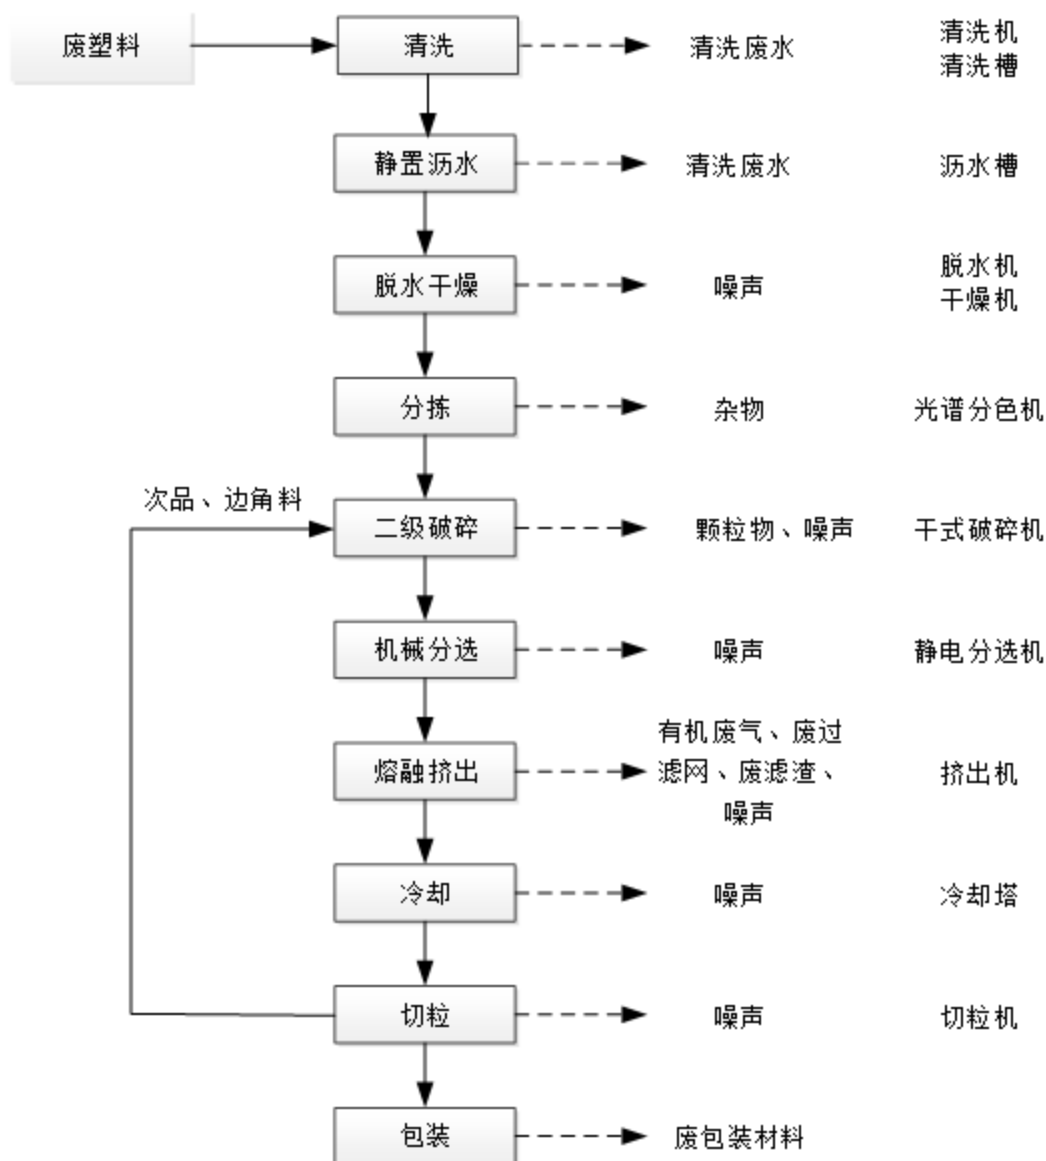 废塑料
清洗
清洗废水
清洗机
清洗槽
静置沥水
清洗废水
沥水槽
脱水干燥
噪声
脱水机
干燥机
分拣
杂物
光谱分色机
次品、边角料
二级破碎
颗粒物、噪声
干式破碎机
机械分选
噪声
静电分选机
熔融挤出
有机废气、废过
滤网、废滤渣、
噪声
挤出机
冷却
噪声
冷却塔
切粒
噪声
切粒机
包装
废包装材料